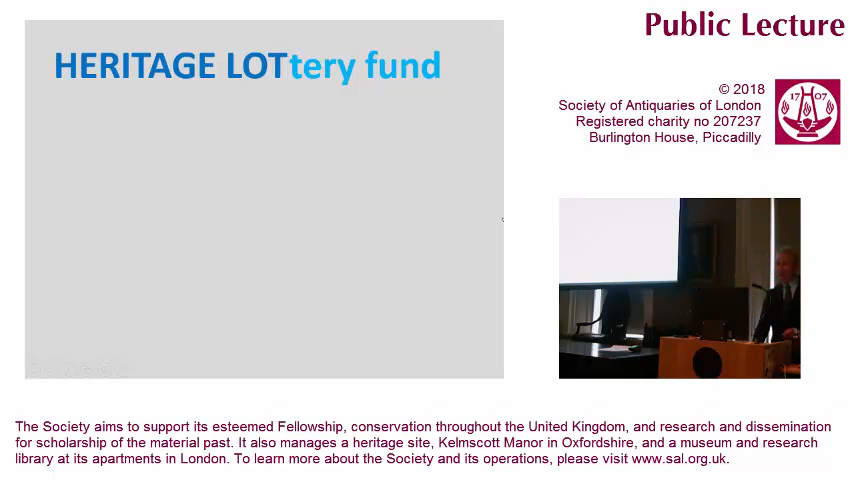 HERITAGE LOTtery fund
Public Lecture
© 2018
Society of Antiquaries of London
Registered charity no 207237
Burlington House, Piccadilly
17 07
The Society aims to support its esteemed Fellowship, conservation throughout the United Kingdom, and research and dissemination
for scholarship of the material past. It also manages a heritage site, Kelmscott Manor in Oxfordshire, and a museum and research
library at its apartments in London. To learn more about the Society and its operations, please visit www.sal.org.uk.